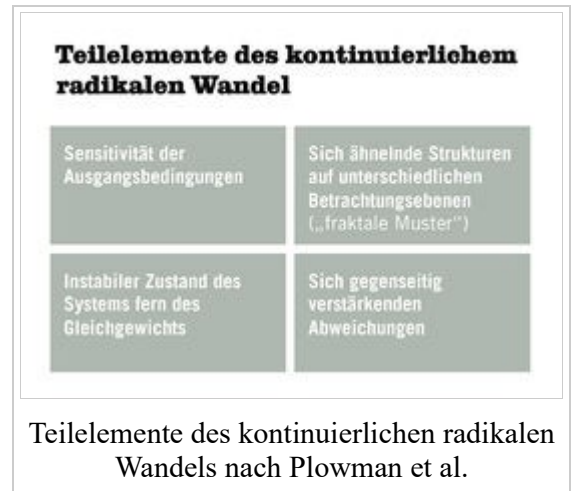 Teilelemente des kontinuierlichem
radikalen Wandel
Sensitivität der
Ausgangsbedingungen
Sich ähnelnde Strukturen
auf unterschiedlichen
Betrachtungsebenen
(„fraktale Muster“)
Instabiler Zustand des
Systems fern des
Gleichgewichts
Sich gegenseitig
verstärkenden
Abweichungen
Teilelemente des kontinuierlichen radikalen
Wandels nach Plowman et al.